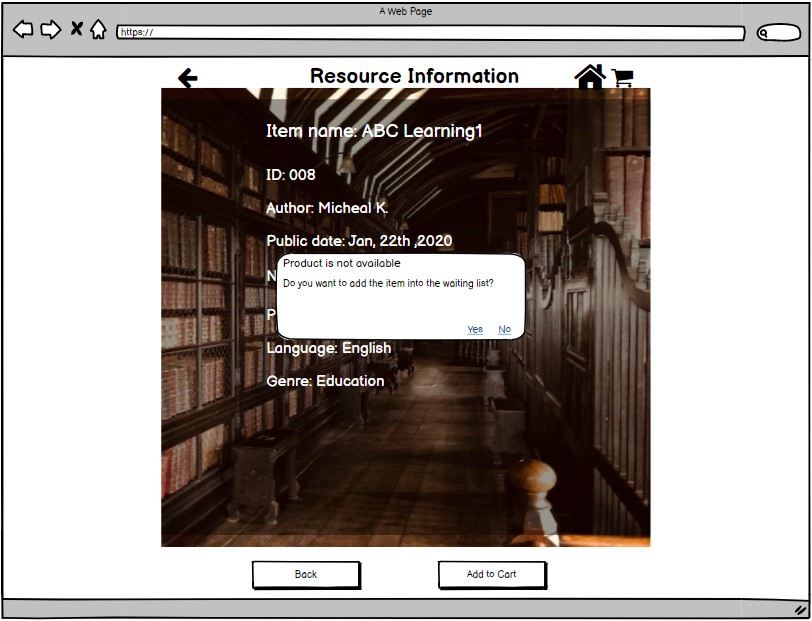 A Web Page
https://
Resource Information
Item name: ABC Learning1
ID: 008
Author: Micheal K.
Public date: Jan, 22th ,2020
N
Product is not available
Do you want to add the item into the waiting list?
P
Yes No
Language: English
Genre: Education
Back
Add to Cart